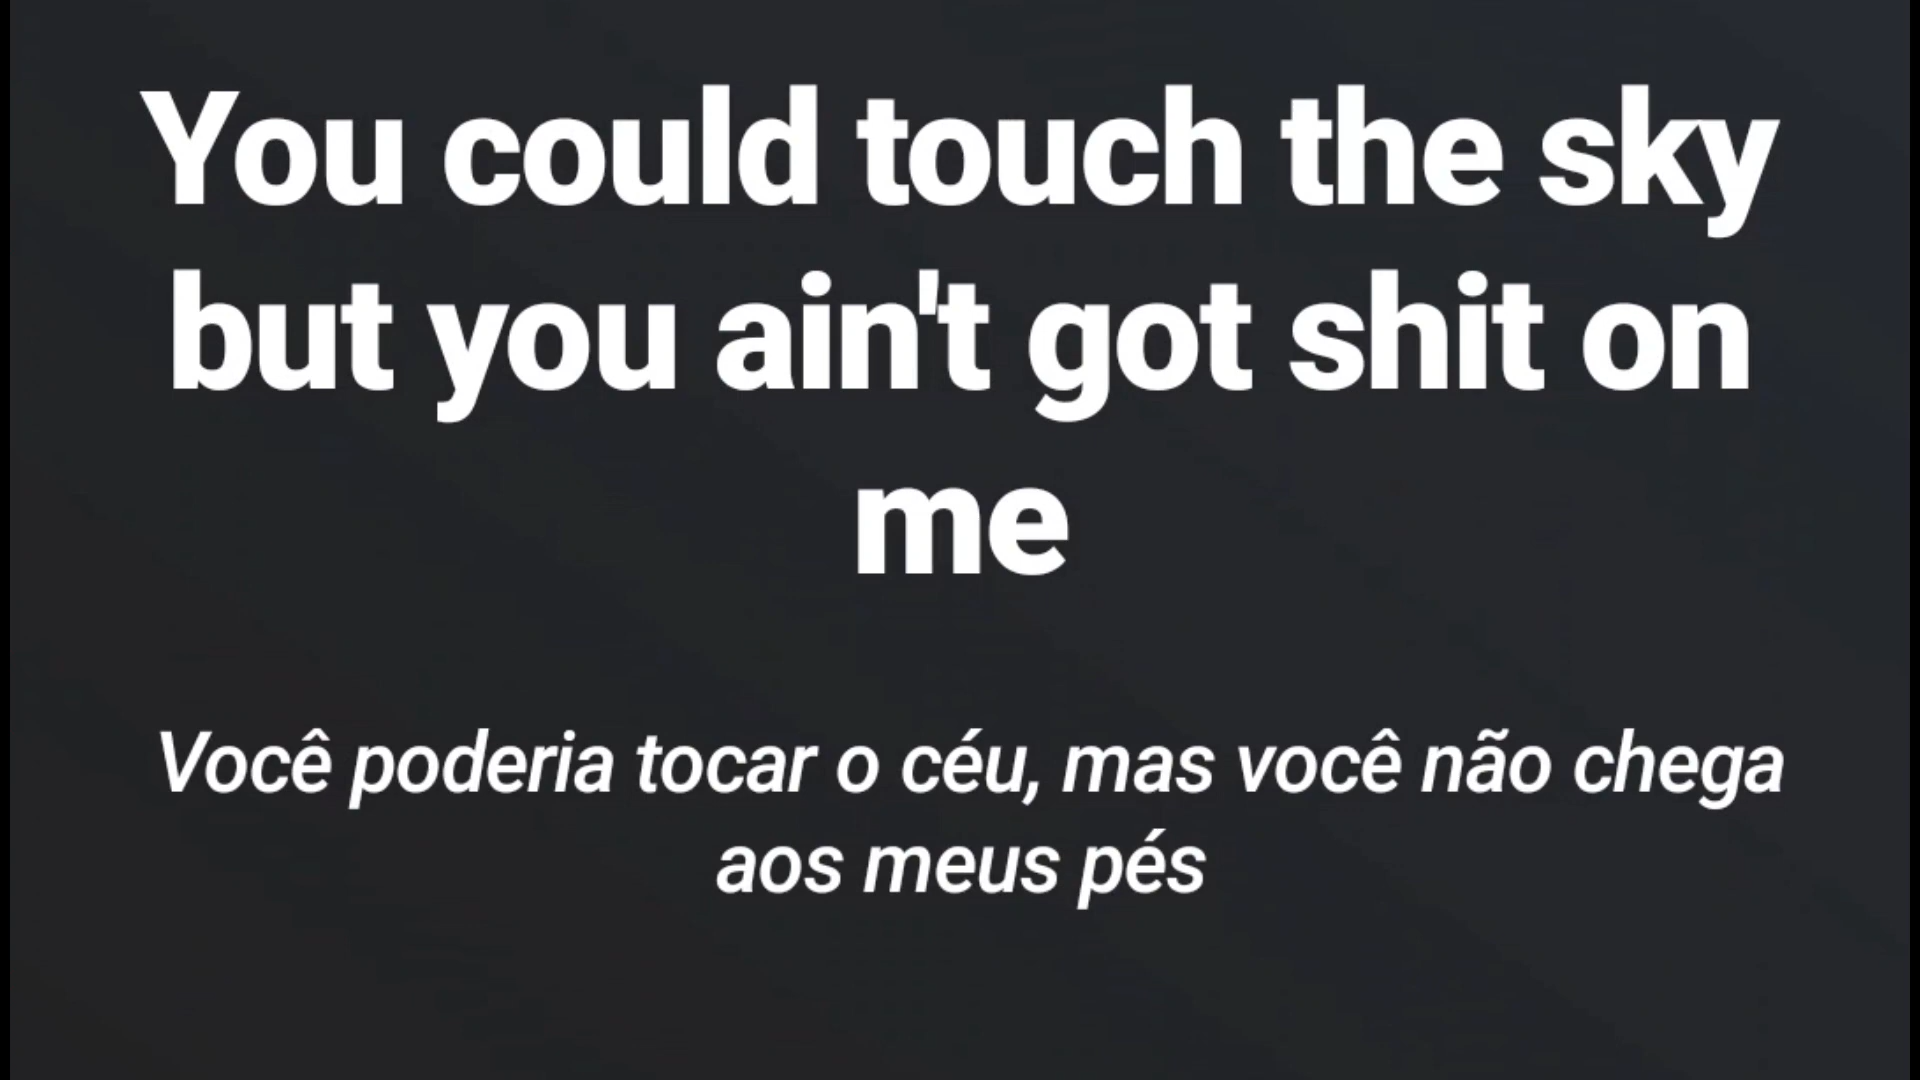 You could touch the sky
but you ain't got shit on
me
Você poderia tocar o céu, mas você não chega
aos meus pés